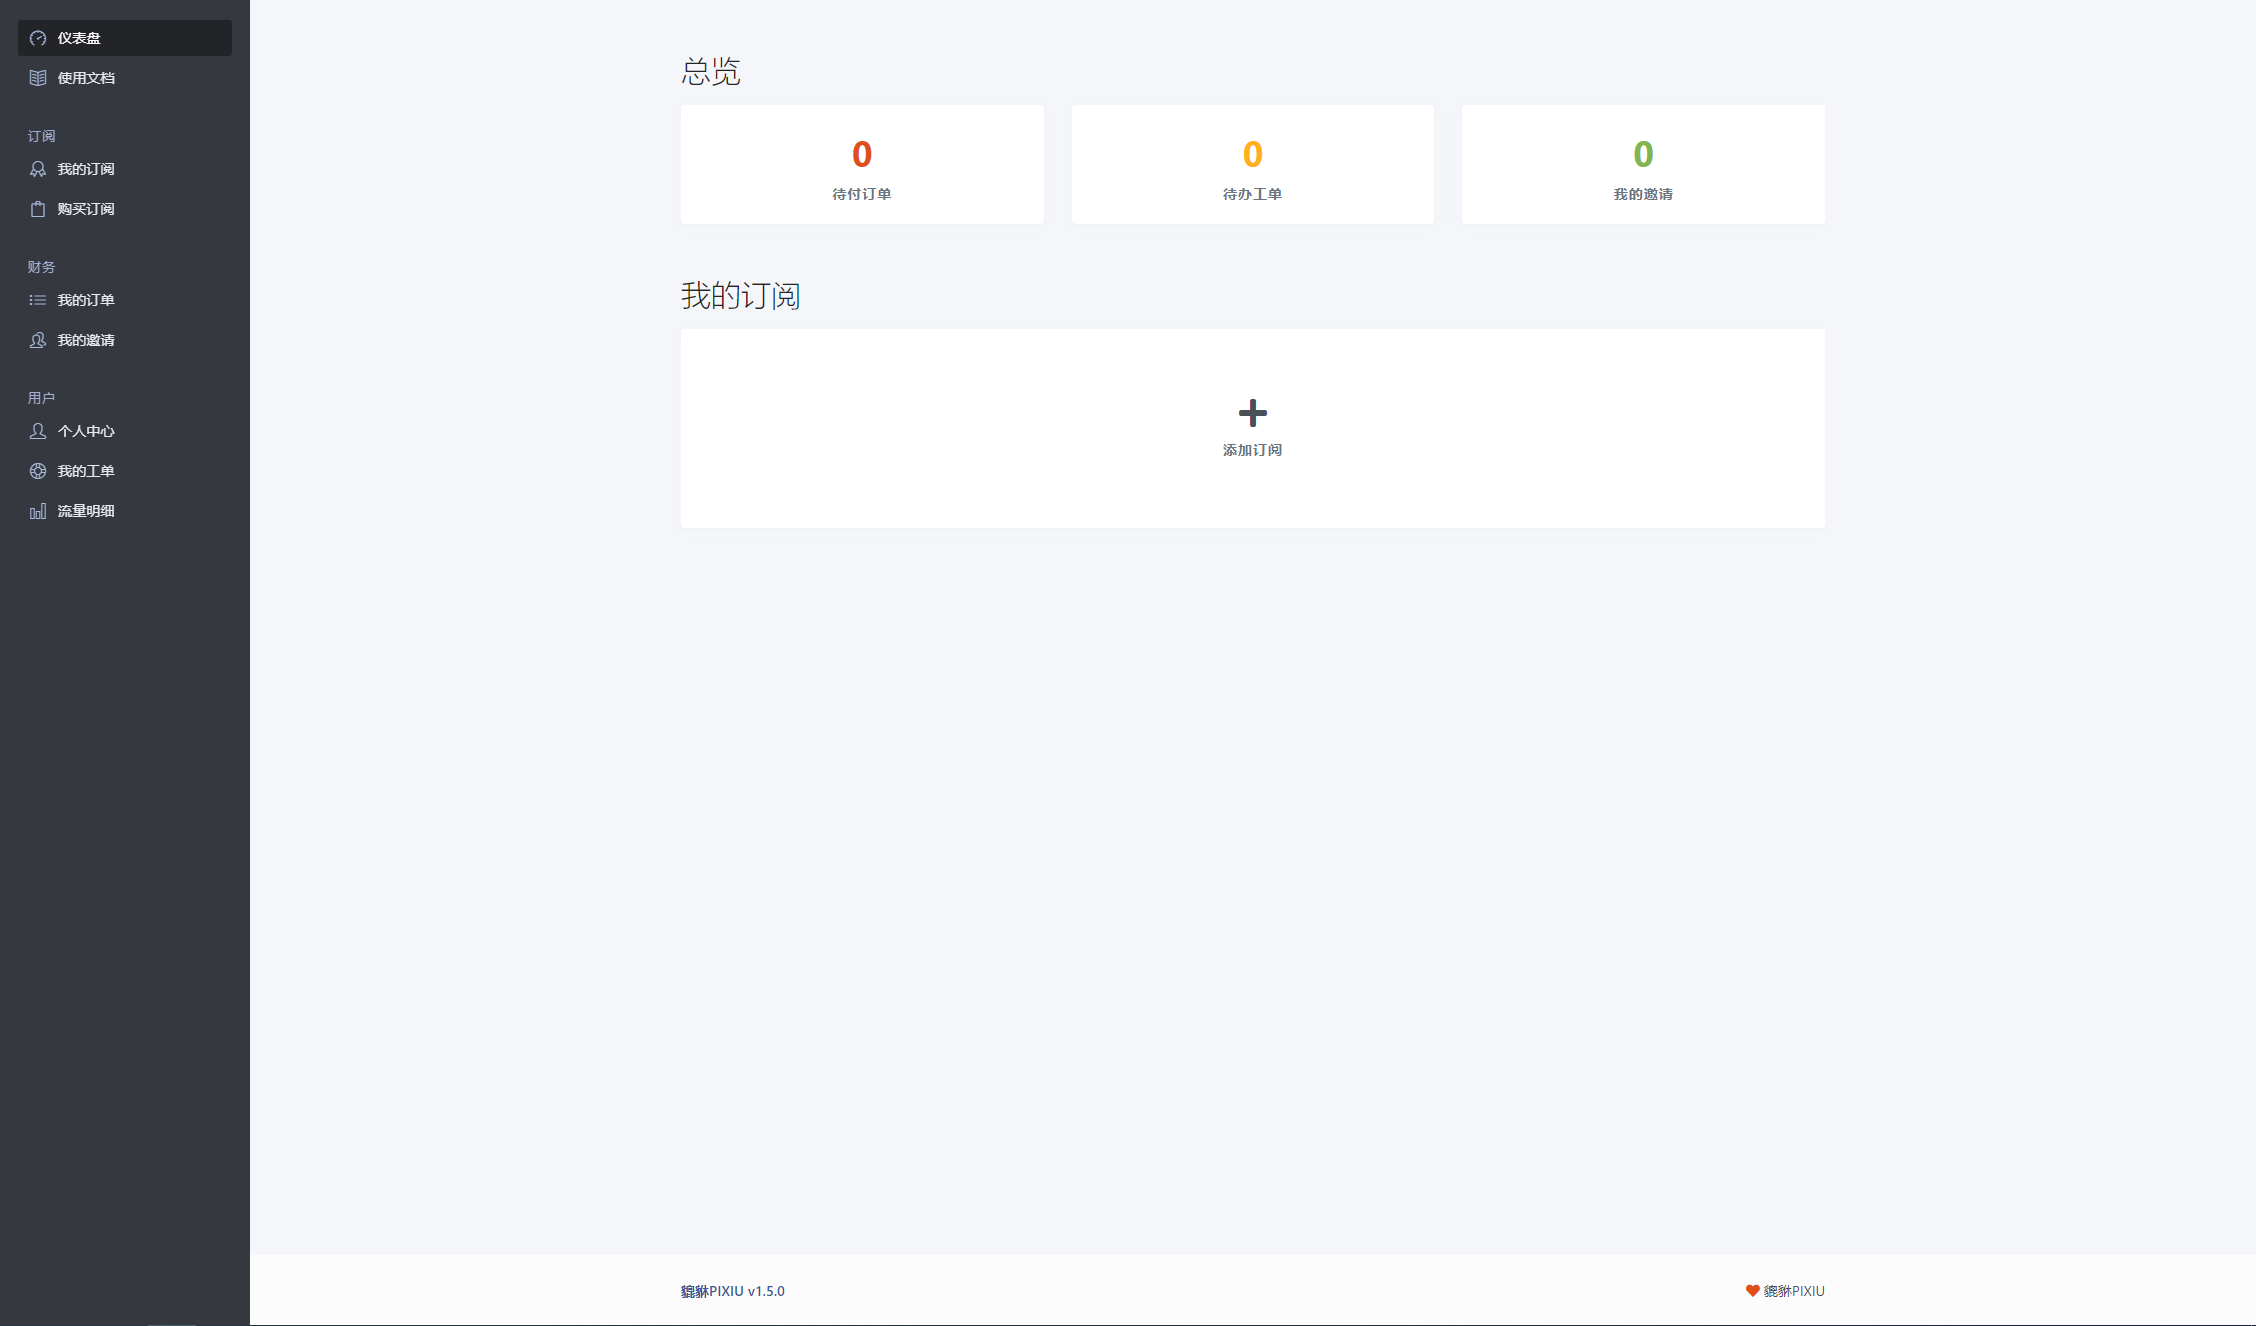 仪表盘
使用文档
订阅
我的订阅
购买订阅
财务
我的订单
我的邀请
用户
个人中心
我的工单
流量明细
总览
0
待付订单
0
待办工单
0
我的邀请
我的订阅
添加订阅
貔貅PIXIU v1.5.0
貔貅PIXIU